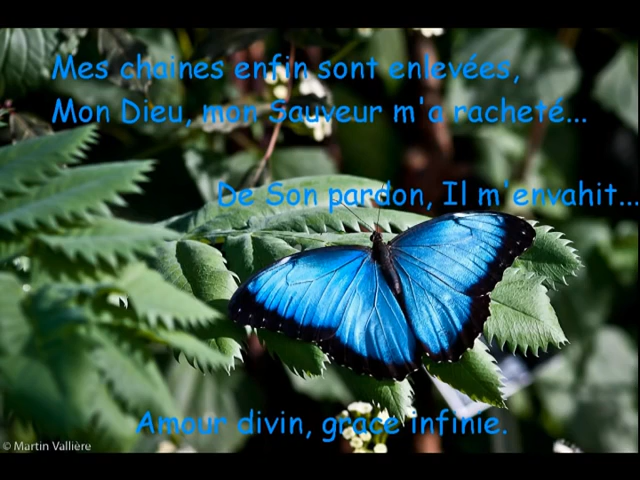 Mes chaines enfin sont enlevées,
Mon Dieu, mon Sauveur m'a racheté...
De Son pardon, Il m'envahit...
Amour divin, grace infinie.
© Martin Vallière